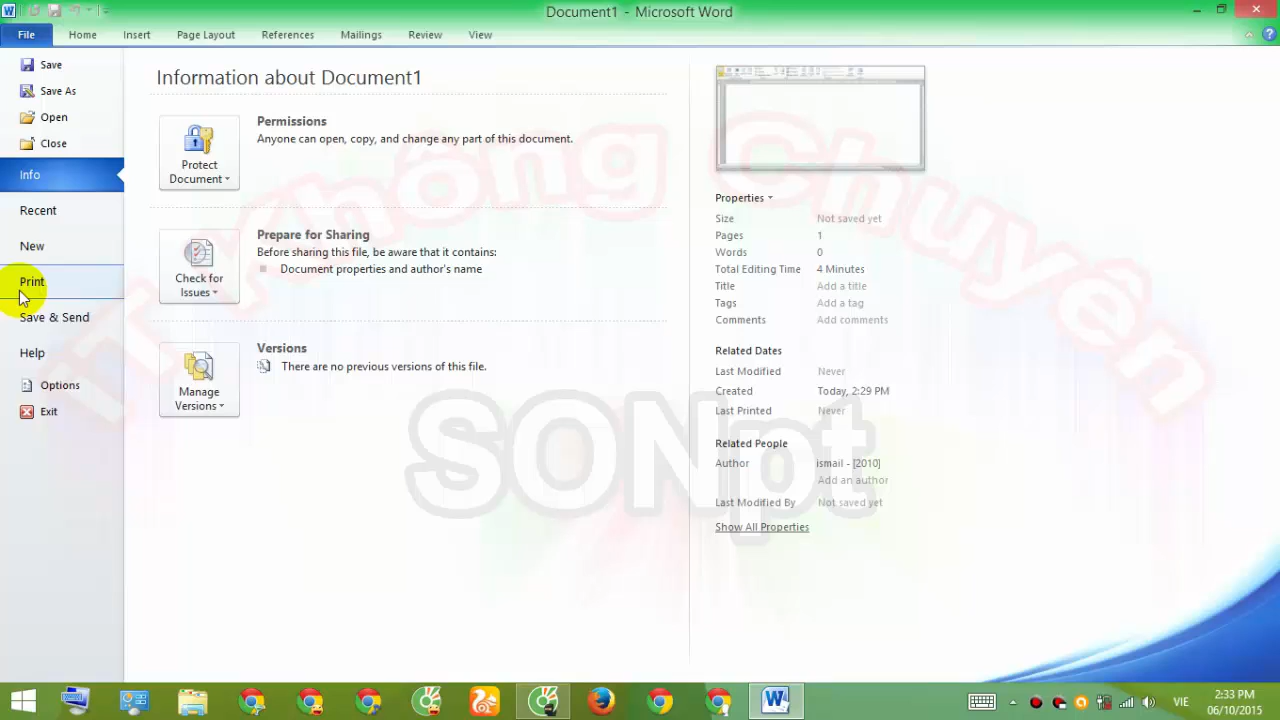 Document1 - Microsoft Word
File Home Insert Page Layout References Mailings Review View
Save
Save As
Open
Close
Info
Recent
New
Print
Save & Send
Help
Options
Exit
Information about Document1
Protect
Document
Permissions
Anyone can open, copy, and change any part of this document.
Check for
Issues
Prepare for Sharing
Before sharing this file, be aware that it contains:
Document properties and author's name
Manage
Versions
Versions
There are no previous versions of this file.
Properties
Size Not saved yet
Pages 1
Words 0
Total Editing Time 4 Minutes
Title Add a title
Tags Add a tag
Comments Add comments
Related Dates
Last Modified Never
Created Today, 2:29 PM
Last Printed Never
Related People
Author ismail - [2010]
Add an author
Last Modified By Not saved yet
Show All Properties
IT Không Chuyên
SONpt
VIE
2:33 PM
06/10/2015